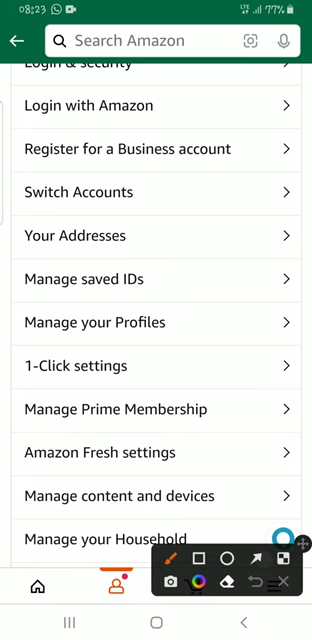 08:23
LTE
77%
Search Amazon
Login & security
Login with Amazon
Register for a Business account
Switch Accounts
Your Addresses
Manage saved IDs
Manage your Profiles
1-Click settings
Manage Prime Membership
Amazon Fresh settings
Manage content and devices
Manage your Household